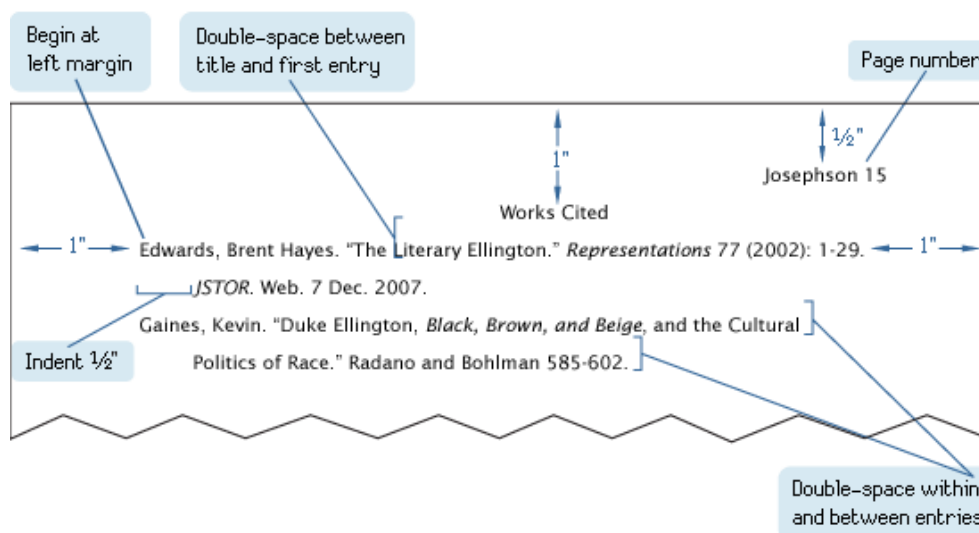 Begin at
left margin
Double-space between
title and first entry
Page number
1"
½"
Josephson 15
Works Cited
1"
Edwards, Brent Hayes. “The Literary Ellington.” Representations 77 (2002): 1-29.
1"
JSTOR. Web. 7 Dec. 2007.
Gaines, Kevin. “Duke Ellington, Black, Brown, and Beige, and the Cultural
Indent ½"
Politics of Race.” Radano and Bohlman 585-602.
Double-space within
and between entries